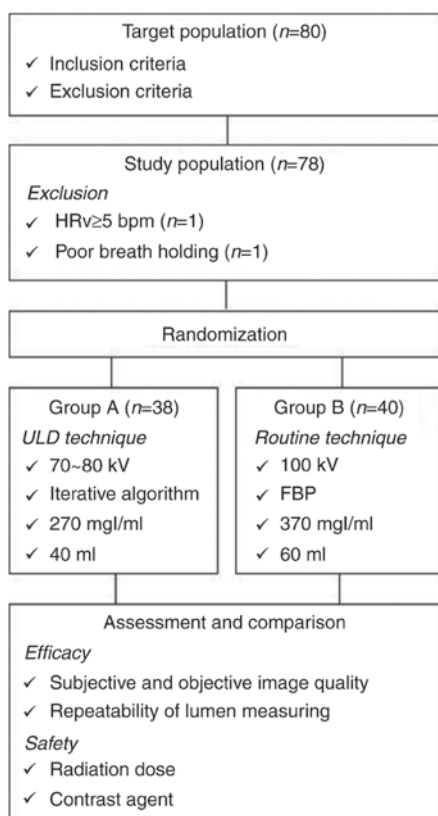 Target population (n=80)
✓ Inclusion criteria
✓ Exclusion criteria
Study population (n=78)
Exclusion
✓ HRv≥5 bpm (n=1)
✓ Poor breath holding (n=1)
Randomization
Group A (n=38)
ULD technique
✓ 70~80 kV
✓ Iterative algorithm
✓ 270 mgI/ml
✓ 40 ml
Group B (n=40)
Routine technique
✓ 100 kV
✓ FBP
✓ 370 mgI/ml
✓ 60 ml
Assessment and comparison
Efficacy
✓ Subjective and objective image quality
✓ Repeatability of lumen measuring
Safety
✓ Radiation dose
✓ Contrast agent